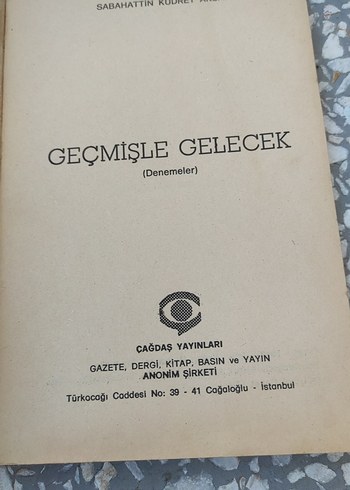 SABAHATTİN KUDRET
GEÇMİŞLE GELECEK
(Denemeler)
ÇAĞDAŞ YAYINLARI
GAZETE, DERGİ, KİTAP, BASIN ve YAYIN
ANONİM ŞİRKETİ
Türkocağı Caddesi No: 39 - 41 Cağaloğlu - İstanbul